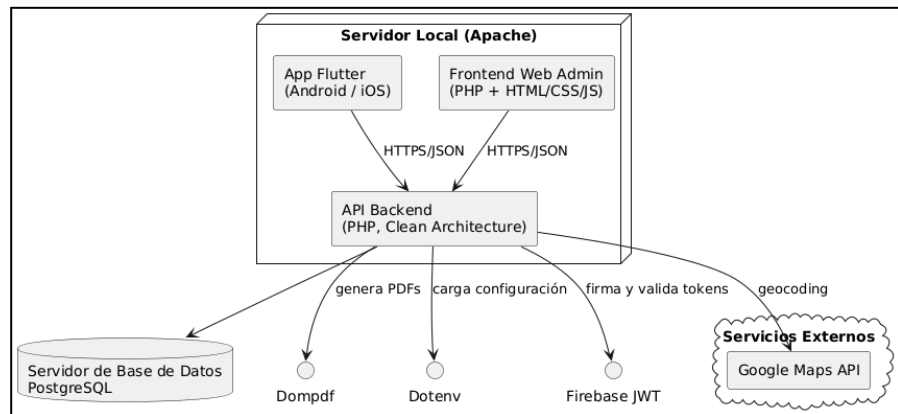 Servidor Local (Apache)
App Flutter
(Android / iOS)
Frontend Web Admin
(PHP + HTML/CSS/JS)
HTTPS/JSON
HTTPS/JSON
API Backend
(PHP, Clean Architecture)
genera PDFs
carga configuración
firma y valida tokens
geocoding
Servidor de Base de Datos
PostgreSQL
Dompdf
Dotenv
Firebase JWT
Servicios Externos
Google Maps API